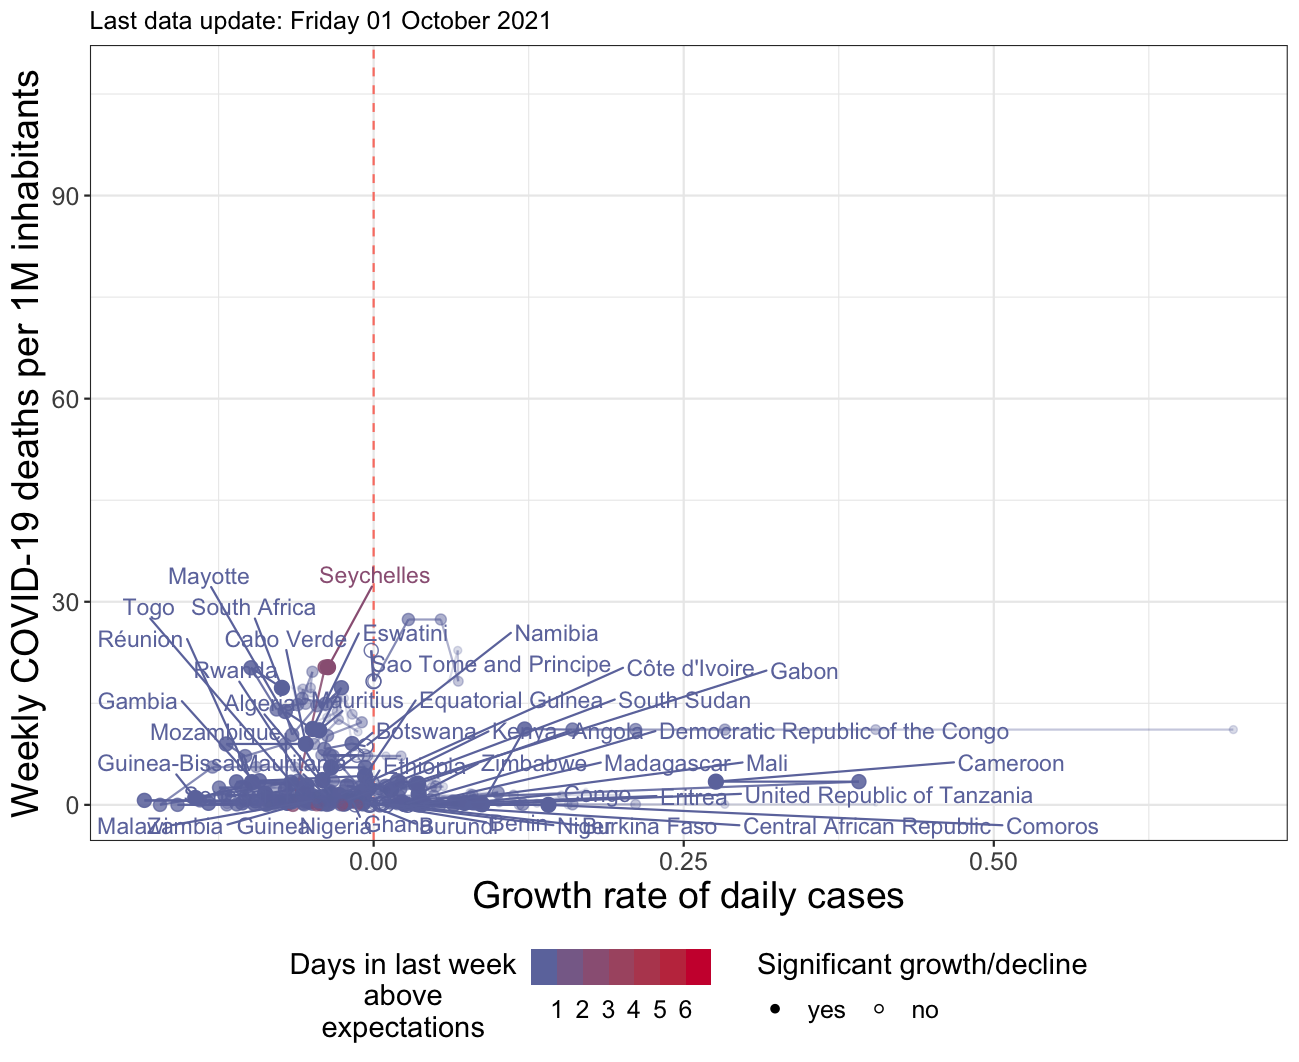 Last data update: Friday 01 October 2021
Weekly COVID-19 deaths per 1M inhabitants
90
60
30
0
Mayotte
Seychelles
Togo
South Africa
Réunion
Cabo Verde
Eswatini
Namibia
Rwanda
Sao Tome and Principe
Côte d'Ivoire
Gabon
Gambia
Algeria
Mauritius
Equatorial Guinea
South Sudan
Mozambique
Botswana
Kenya
Angola
Democratic Republic of the Congo
Guinea-Bissau
Mauritania
Ethiopia
Zimbabwe
Madagascar
Mali
Cameroon
Congo
Eritrea
United Republic of Tanzania
Malawi
Zambia
Guinea
Nigeria
Ghana
Burundi
Benin
Niger
Burkina Faso
Central African Republic
Comoros
0.00
0.25
0.50
Growth rate of daily cases
Days in last week
above
expectations
1 2 3 4 5 6
Significant growth/decline
yes
no